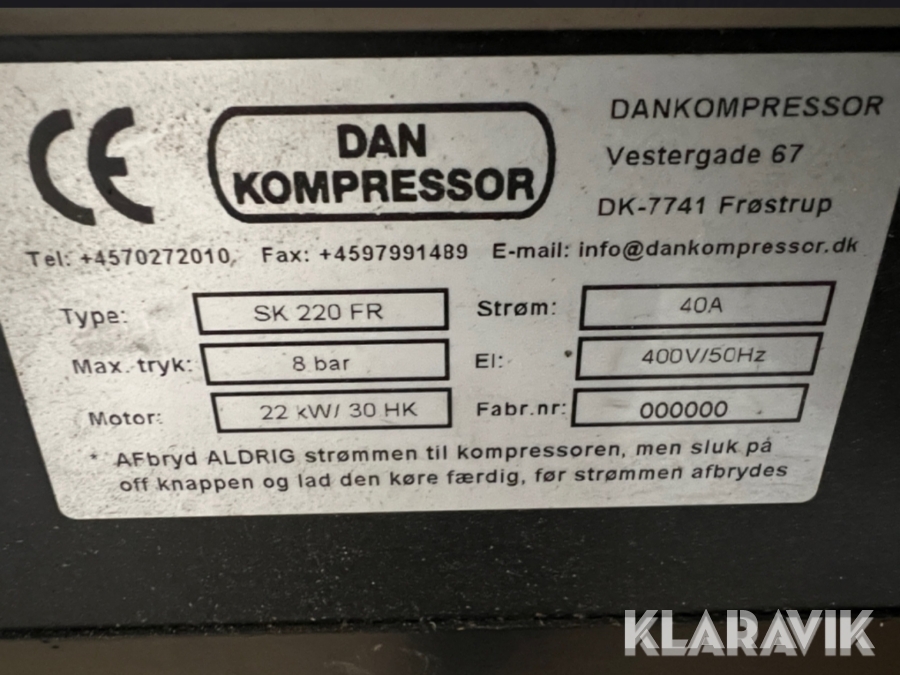 CE
DAN
KOMPRESSOR
DANKOMPRESSOR
Vestergade 67
DK-7741 Frøstrup
Tel: +4570272010, Fax: +4597991489 E-mail: info@dankompressor.dk
Type: SK 220 FR Strøm: 40A
Max. tryk: 8 bar El: 400V/50Hz
Motor: 22 kW/ 30 HK Fabr.nr: 000000
* AFbryd ALDRIG strømmen til kompressoren, men sluk på
off knappen og lad den køre færdig, før strømmen afbrydes
KLARAVIK